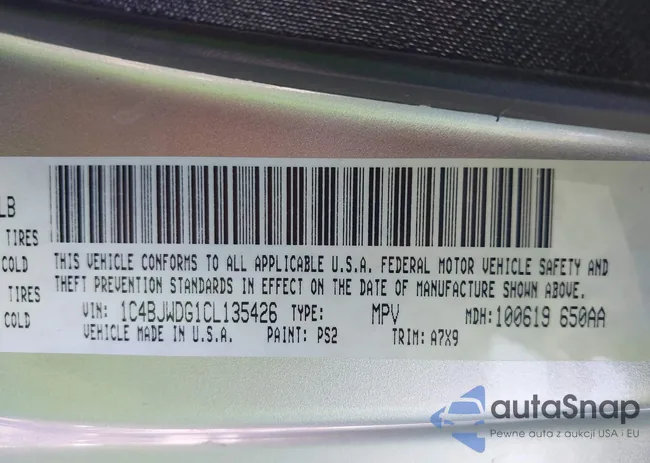 LB
TIRES
COLD THIS VEHICLE CONFORMS TO ALL APPLICABLE U.S.A. FEDERAL MOTOR VEHICLE SAFETY AND
TIRES THEFT PREVENTION STANDARDS IN EFFECT ON THE DATE OF MANUFACTURE SHOWN ABOVE.
COLD VIN: 1C4BJWDG1CL135426 TYPE: MPV MDH: 100619 650AA
VEHICLE MADE IN U.S.A. PAINT: PS2 TRIM: A7X9
autoSnap
Pewne auta z aukcji USA i EU